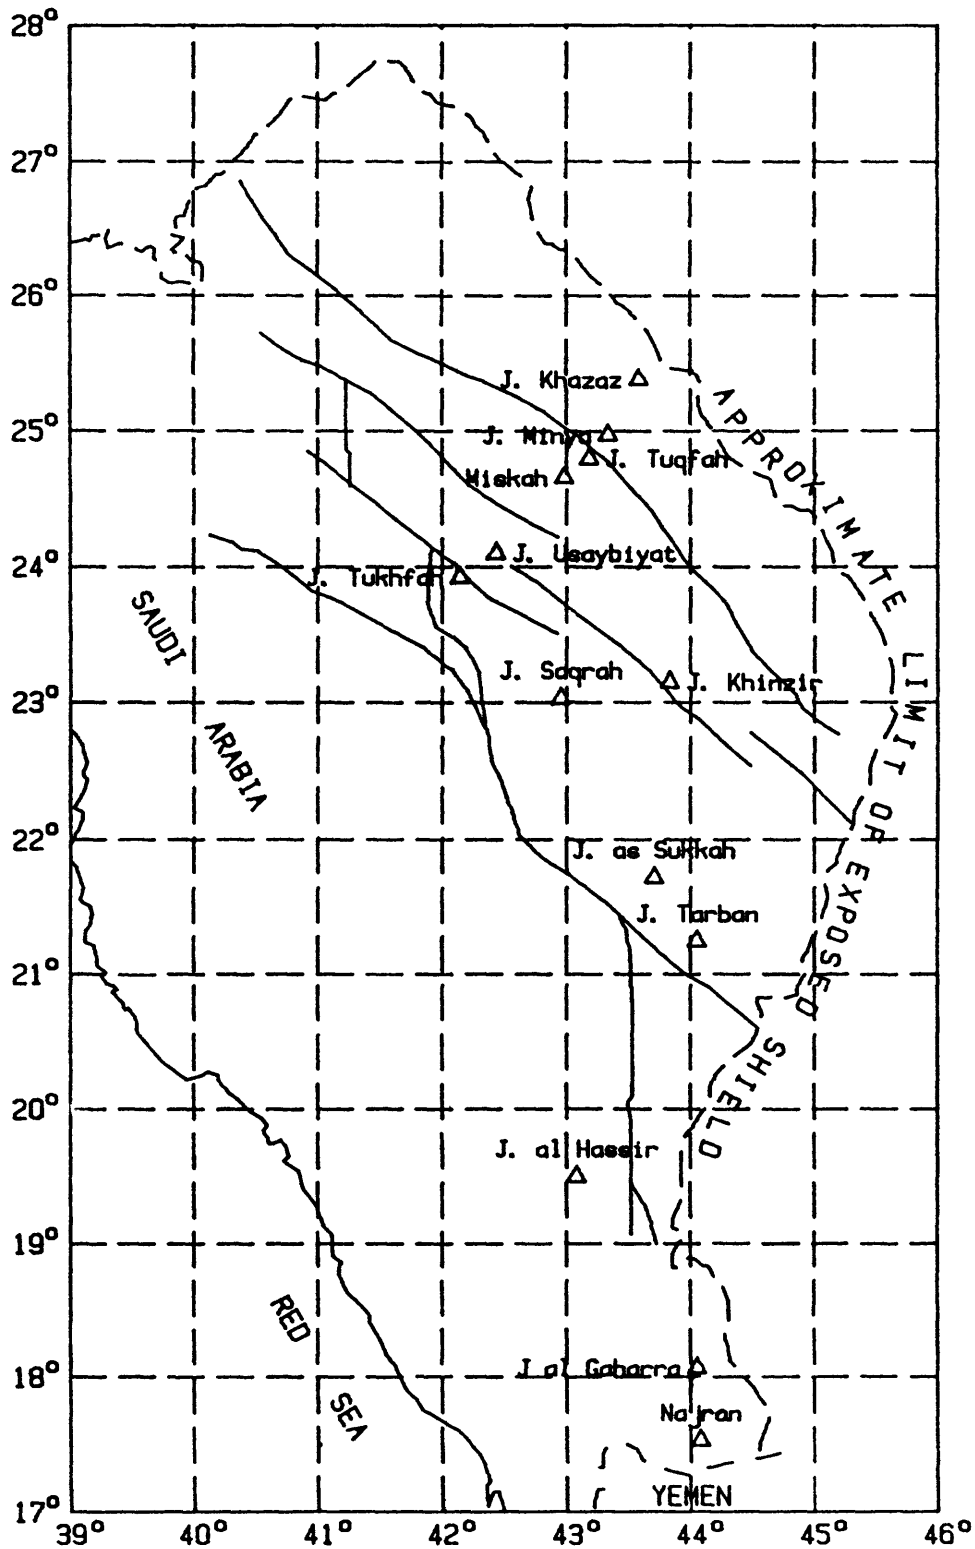 28°
27°
26°
25°
24°
23°
22°
21°
20°
19°
18°
17°
39°
40°
41°
42°
43°
44°
45°
46°
J. Khazaz
J. Minya
J. Tuqfah
Miskah
J. Usaybiyat
J. Tukhfah
J. Saqrah
J. Khinzir
J. as Sukkah
J. Tarban
J. al Hassir
J al Gaharra
Najran
YEMEN
SAUDI
ARABIA
RED
SEA
APPROXIMATE LIMIT OF EXPOSED SHIELD